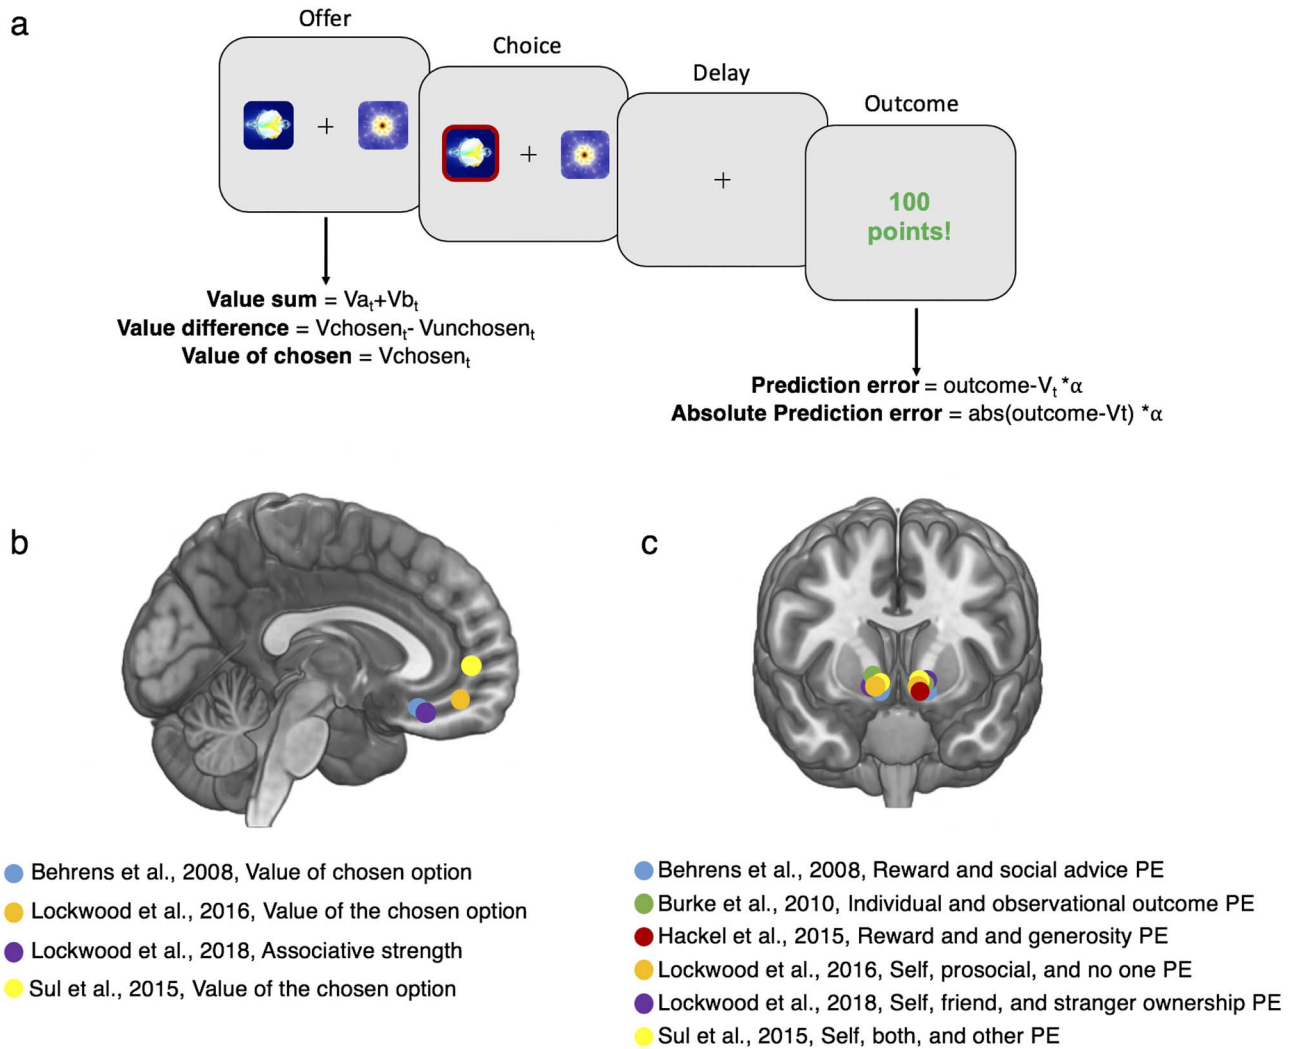 a
Offer
Choice
Delay
Outcome
+
+
+
100
points!
Value sum = Vaₜ+Vbₜ
Value difference = Vchosenₜ- Vunchosenₜ
Value of chosen = Vchosenₜ
Prediction error = outcome-Vₜ *α
Absolute Prediction error = abs(outcome-Vt) *α
b
Behrens et al., 2008, Value of chosen option
Lockwood et al., 2016, Value of the chosen option
Lockwood et al., 2018, Associative strength
Sul et al., 2015, Value of the chosen option
c
Behrens et al., 2008, Reward and social advice PE
Burke et al., 2010, Individual and observational outcome PE
Hackel et al., 2015, Reward and and generosity PE
Lockwood et al., 2016, Self, prosocial, and no one PE
Lockwood et al., 2018, Self, friend, and stranger ownership PE
Sul et al., 2015, Self, both, and other PE